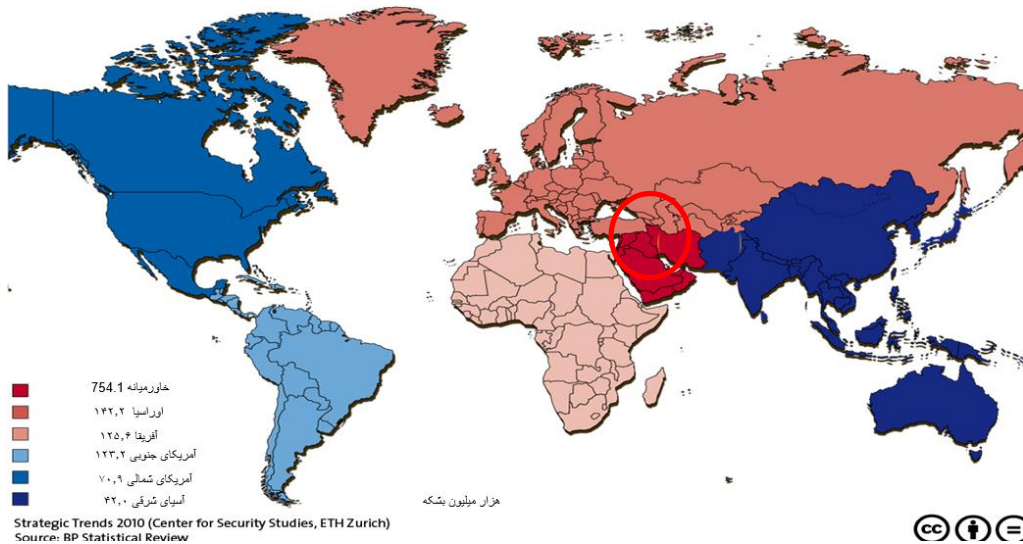 خاورمیانه 754.1
اوراسیا ۱۴۲,۲
آفریقا ۱۲۵,۶
آمریکای جنوبی ۱۲۳,۲
آمریکای شمالی ۷۰,۹
آسیای شرقی ۴۲,۰
هزار میلیون بشکه
Strategic Trends 2010 (Center for Security Studies, ETH Zurich)
Source: BP Statistical Review
cc